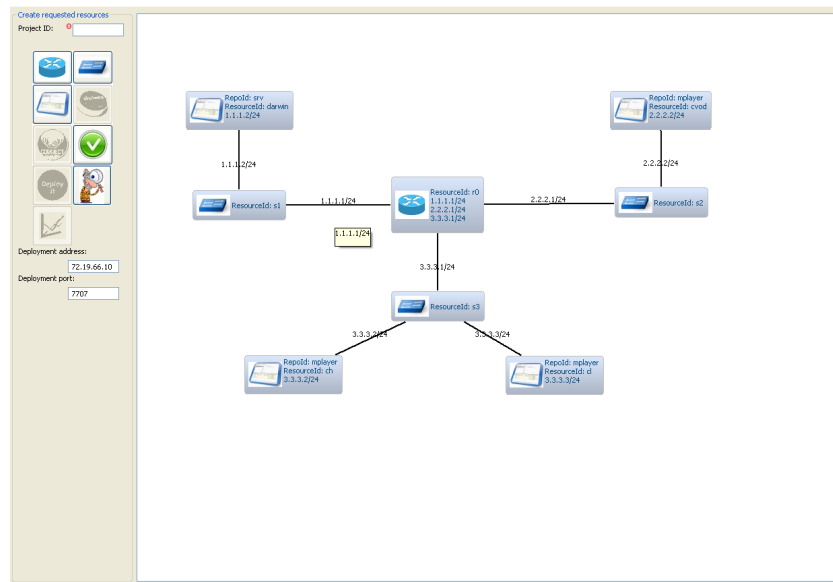 Create requested resources
Project ID:
Deploy it
Deployment address:
72.19.66.10
Deployment port:
7707
RepoId: srv
ResourceId: darwin
1.1.1.2/24
1.1.1.2/24
ResourceId: s1
1.1.1.1/24
1.1.1.1/24
ResourceId: r0
1.1.1.1/24
2.2.2.1/24
3.3.3.1/24
2.2.2.1/24
RepoId: mplayer
ResourceId: cvod
2.2.2.2/24
2.2.2.2/24
ResourceId: s2
3.3.3.1/24
ResourceId: s3
3.3.3.2/24
3.3.3.3/24
RepoId: mplayer
ResourceId: ch
3.3.3.2/24
RepoId: mplayer
ResourceId: cl
3.3.3.3/24